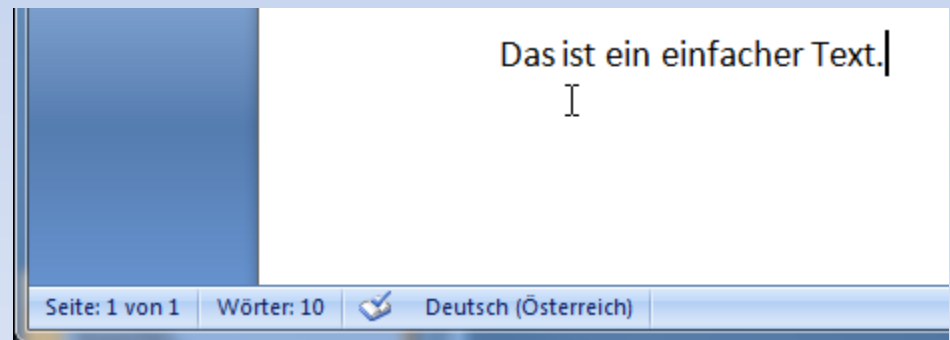 Das ist ein einfacher Text.
Seite: 1 von 1 Wörter: 10 Deutsch (Österreich)